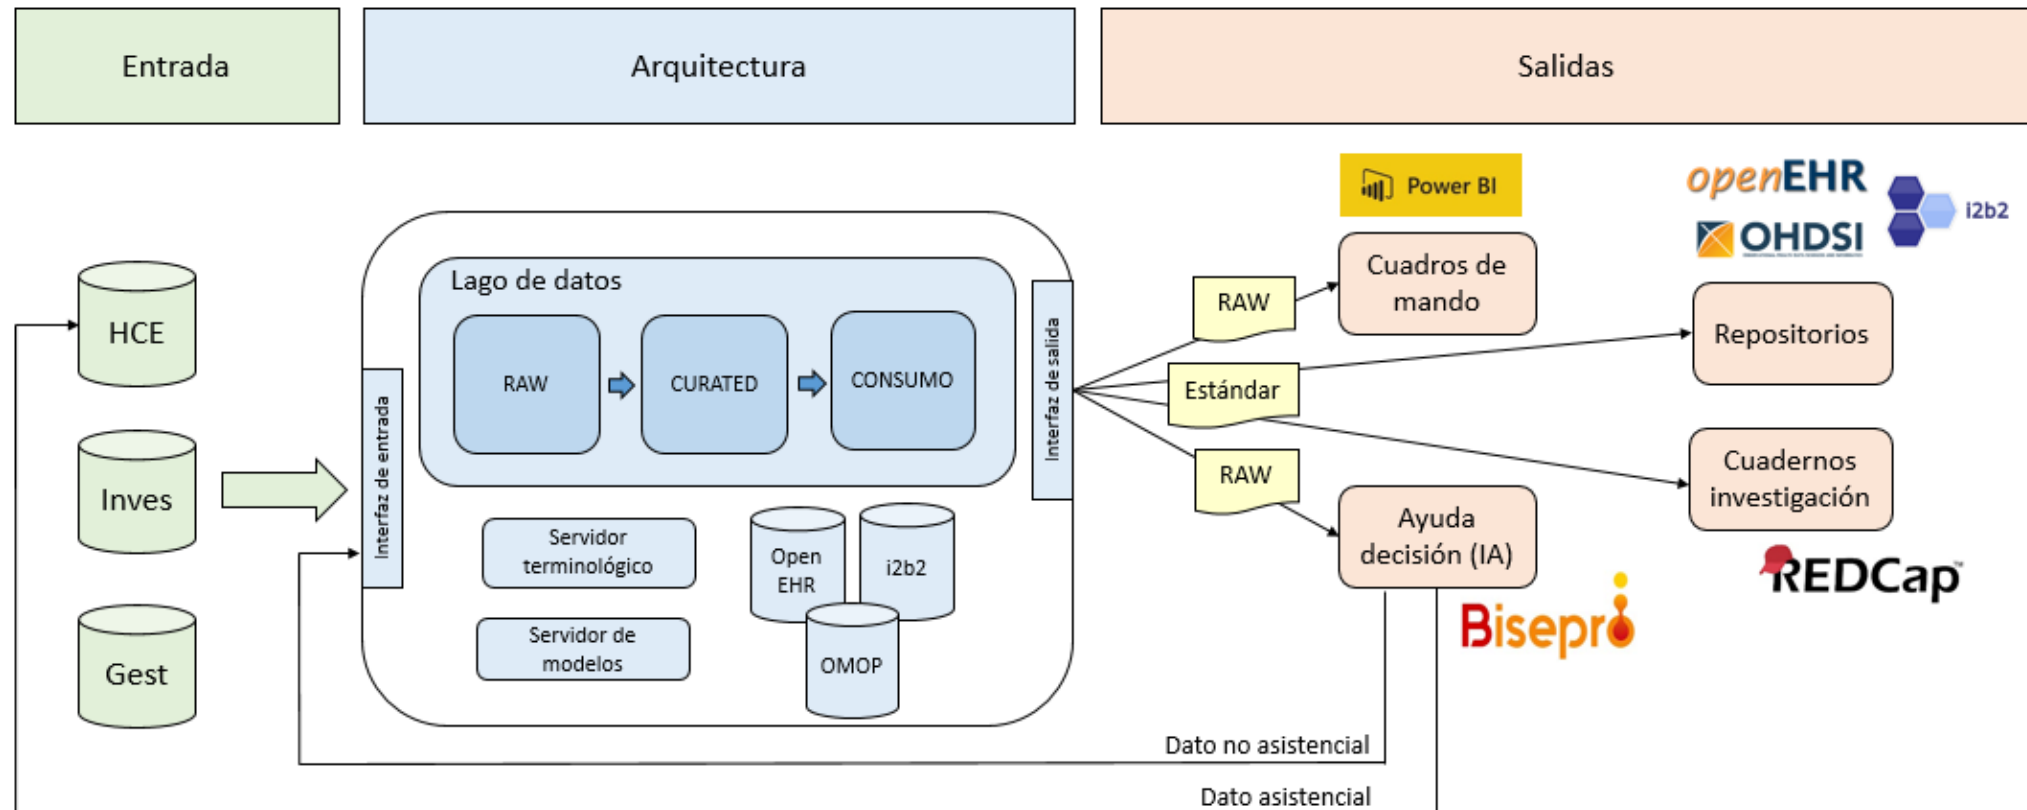 Entrada
Arquitectura
Salidas
Power BI
openEHR
OHDSI
i2b2
Lago de datos
Cuadros de
mando
RAW
HCE
Repositorios
RAW
CURATED
CONSUMO
Estándar
Interfaz de entrada
Interfaz de salida
Inves
RAW
Cuadernos
investigación
Ayuda
decisión (IA)
Servidor
terminológico
Open
EHR
i2b2
REDCap
Bisepro
Servidor de
modelos
OMOP
Gest
Dato no asistencial
Dato asistencial